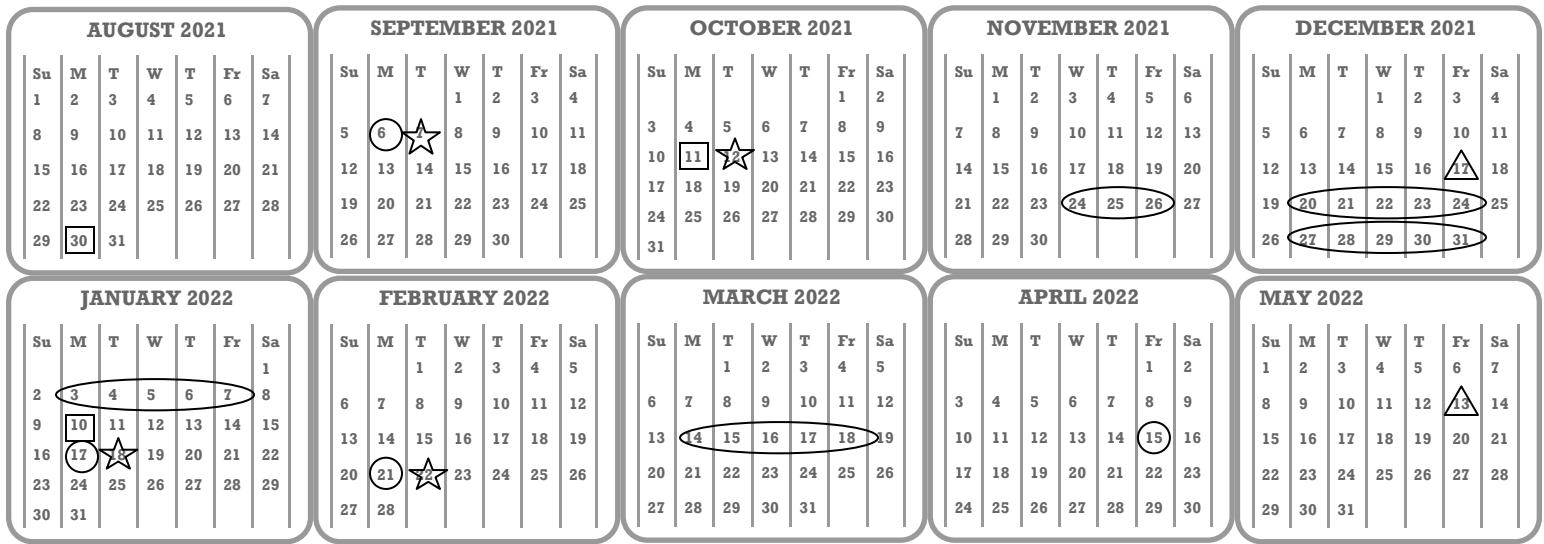 AUGUST 2021
Su M T W T Fr Sa
1 2 3 4 5 6 7
8 9 10 11 12 13 14
15 16 17 18 19 20 21
22 23 24 25 26 27 28
29 30 31
SEPTEMBER 2021
Su M T W T Fr Sa
1 2 3 4
5 6 7 8 9 10 11
12 13 14 15 16 17 18
19 20 21 22 23 24 25
26 27 28 29 30
OCTOBER 2021
Su M T W T Fr Sa
1 2
3 4 5 6 7 8 9
10 11 12 13 14 15 16
17 18 19 20 21 22 23
24 25 26 27 28 29 30
31
NOVEMBER 2021
Su M T W T Fr Sa
1 2 3 4 5 6
7 8 9 10 11 12 13
14 15 16 17 18 19 20
21 22 23 24 25 26 27
28 29 30
DECEMBER 2021
Su M T W T Fr Sa
1 2 3 4
5 6 7 8 9 10 11
12 13 14 15 16 17 18
19 20 21 22 23 24 25
26 27 28 29 30 31
JANUARY 2022
Su M T W T Fr Sa
1
2 3 4 5 6 7 8
9 10 11 12 13 14 15
16 17 18 19 20 21 22
23 24 25 26 27 28 29
30 31
FEBRUARY 2022
Su M T W T Fr Sa
1 2 3 4 5
6 7 8 9 10 11 12
13 14 15 16 17 18 19
20 21 22 23 24 25 26
27 28
MARCH 2022
Su M T W T Fr Sa
1 2 3 4 5
6 7 8 9 10 11 12
13 14 15 16 17 18 19
20 21 22 23 24 25 26
27 28 29 30 31
APRIL 2022
Su M T W T Fr Sa
1 2
3 4 5 6 7 8 9
10 11 12 13 14 15 16
17 18 19 20 21 22 23
24 25 26 27 28 29 30
MAY 2022
Su M T W T Fr Sa
1 2 3 4 5 6 7
8 9 10 11 12 13 14
15 16 17 18 19 20 21
22 23 24 25 26 27 28
29 30 31